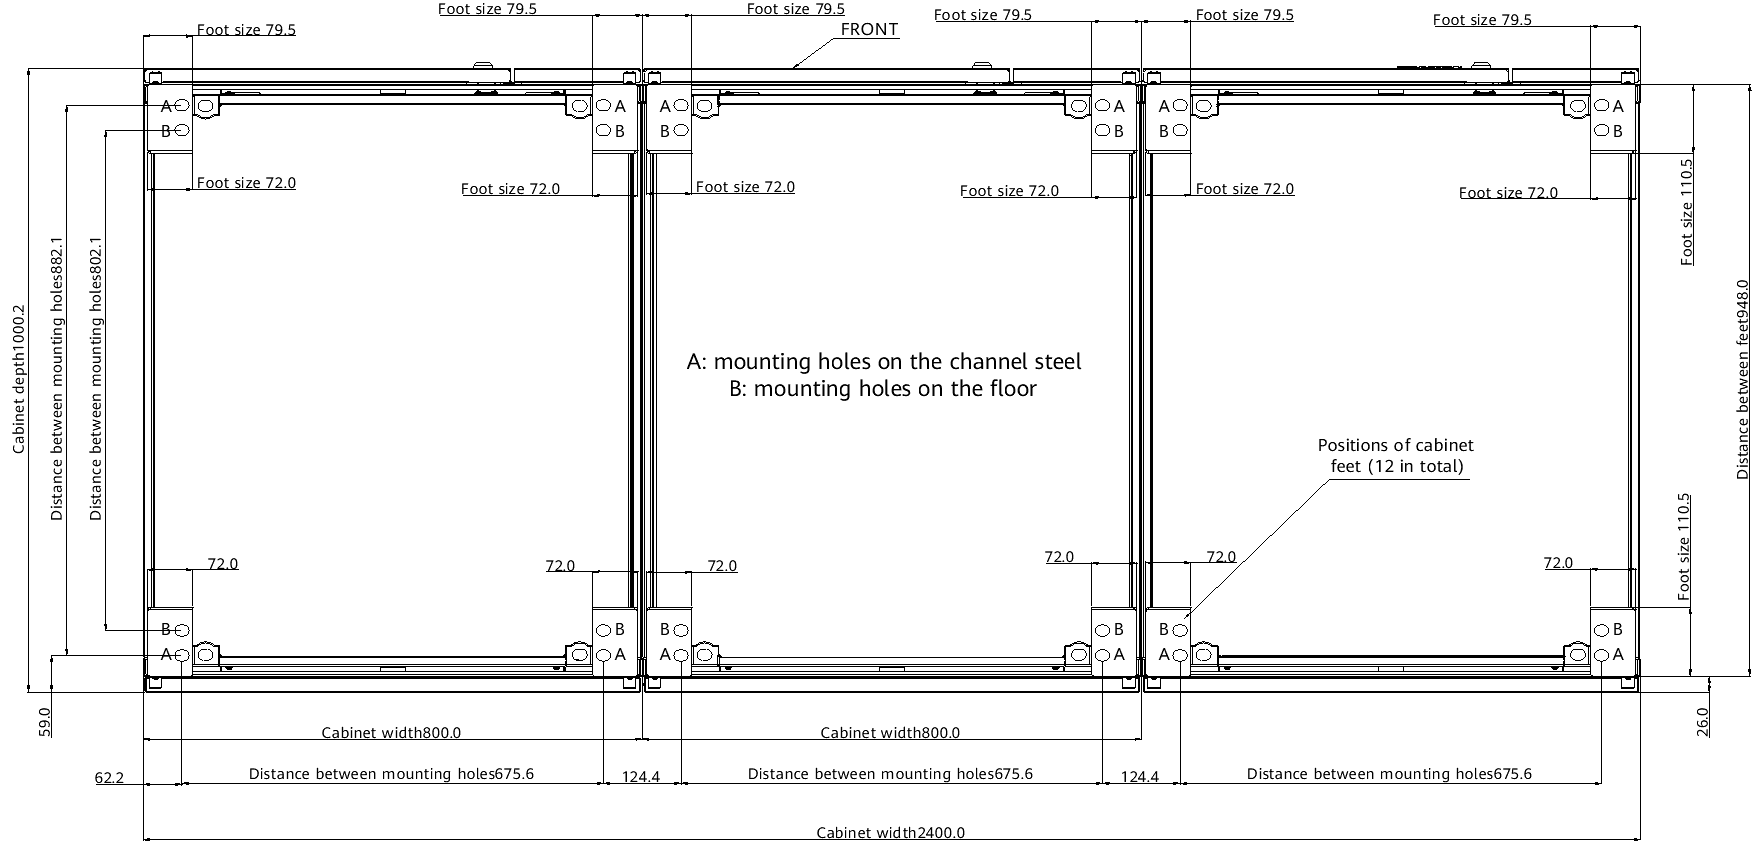 Foot size 79.5
Foot size 79.5
Foot size 79.5
Foot size 79.5
Foot size 79.5
Foot size 79.5
FRONT
A
A
A
A
A
A
B
B
B
B
B
B
Foot size 72.0
Foot size 72.0
Foot size 72.0
Foot size 72.0
Foot size 72.0
Foot size 72.0
Foot size 110.5
Cabinet depth1000.2
Distance between mounting holes882.1
Distance between mounting holes802.1
Distance between feet948.0
A: mounting holes on the channel steel
B: mounting holes on the floor
Positions of cabinet
feet (12 in total)
Foot size 110.5
72.0
72.0
72.0
72.0
72.0
72.0
B
B
B
B
B
B
A
A
A
A
A
A
59.0
26.0
Cabinet width800.0
Cabinet width800.0
62.2
Distance between mounting holes675.6
124.4
Distance between mounting holes675.6
124.4
Distance between mounting holes675.6
Cabinet width2400.0